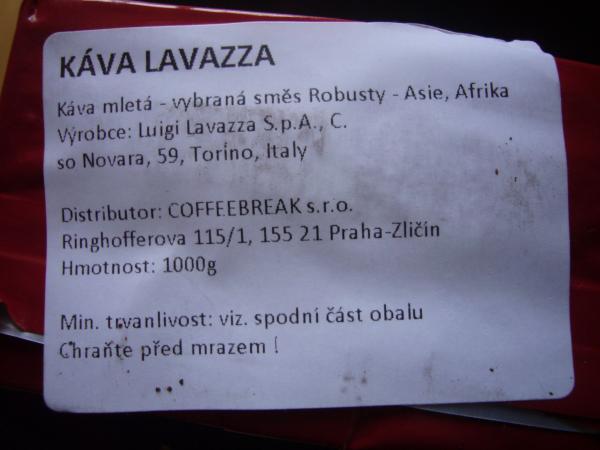 KÁVA LAVAZZA
Káva mletá - vybraná směs Robusty - Asie, Afrika
Výrobce: Luigi Lavazza S.p.A., C.
so Novara, 59, Torino, Italy
Distributor: COFFEEBREAK s.r.o.
Ringhofferova 115/1, 155 21 Praha-Zličín
Hmotnost: 1000g
Min. trvanlivost: viz. spodní část obalu
Chraňte před mrazem !